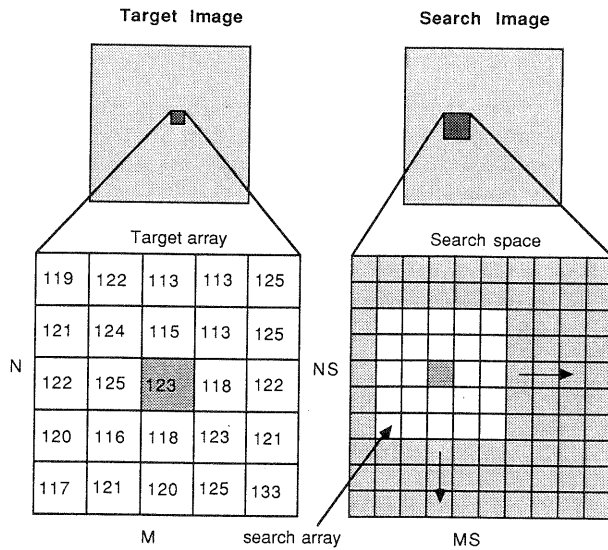 Target Image
Search Image
Target array
Search space
119 122 113 113 125
121 124 115 113 125
N
122 125 123 118 122
NS
120 116 118 123 121
117 121 120 125 133
M
search array
MS